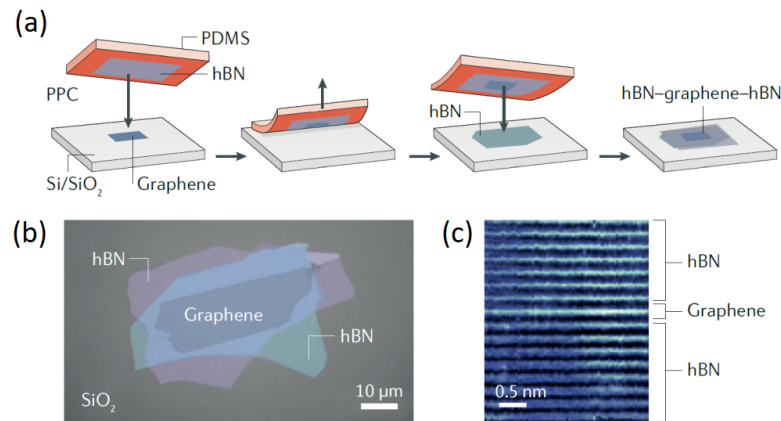 (a)
PDMS
hBN
PPC
Si/SiO2
Graphene
hBN
hBN–graphene–hBN
(b)
hBN
Graphene
hBN
SiO2
10 µm
(c)
hBN
Graphene
hBN
0.5 nm